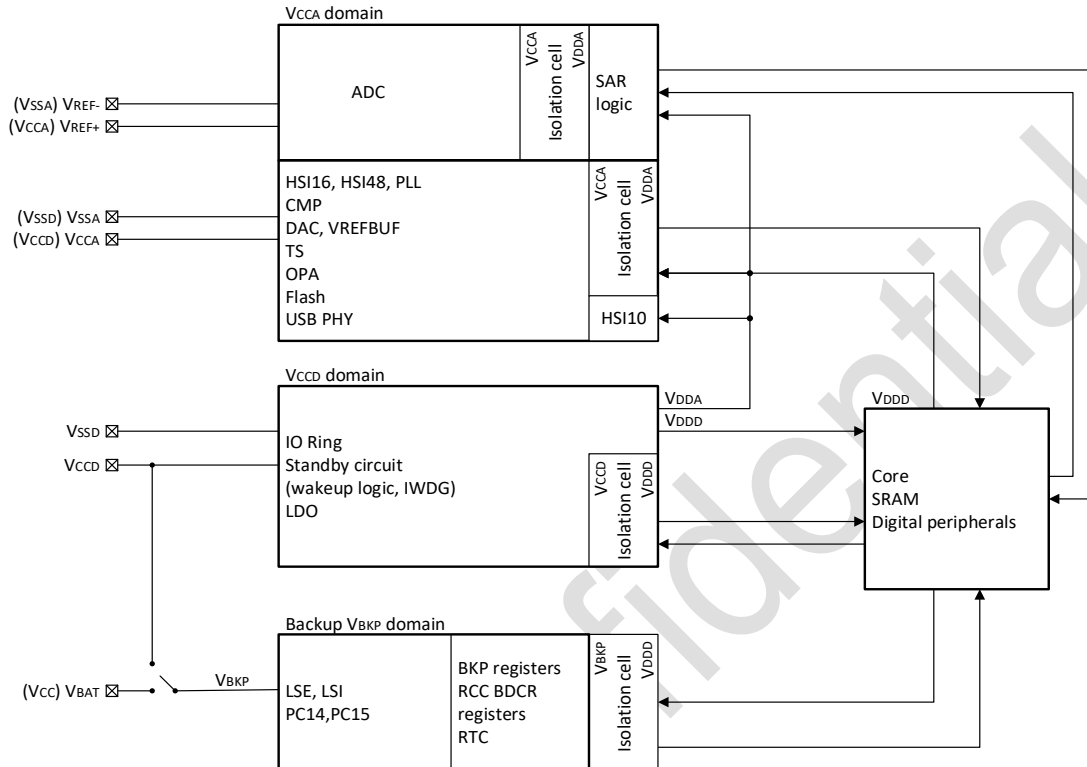 VCCA domain
ADC
VCCA
Isolation cell
VDDA
SAR
logic
(VSSA) VREF-
(VCCA) VREF+
HSI16, HSI48, PLL
CMP
DAC, VREFBUF
TS
OPA
Flash
USB PHY
VCCA
Isolation cell
VDDA
HSI10
(VSSD) VSSA
(VCCD) VCCA
VCCD domain
VDDA
VDDD
VSSD
VCCD
IO Ring
Standby circuit
(wakeup logic, IWDG)
LDO
VCCD
Isolation cell
VDDD
VDDD
Core
SRAM
Digital peripherals
Backup VBKP domain
(VCC) VBAT
VBKP
LSE, LSI
PC14,PC15
BKP registers
RCC BDCR
registers
RTC
VBKP
Isolation cell
VDDD
fidential